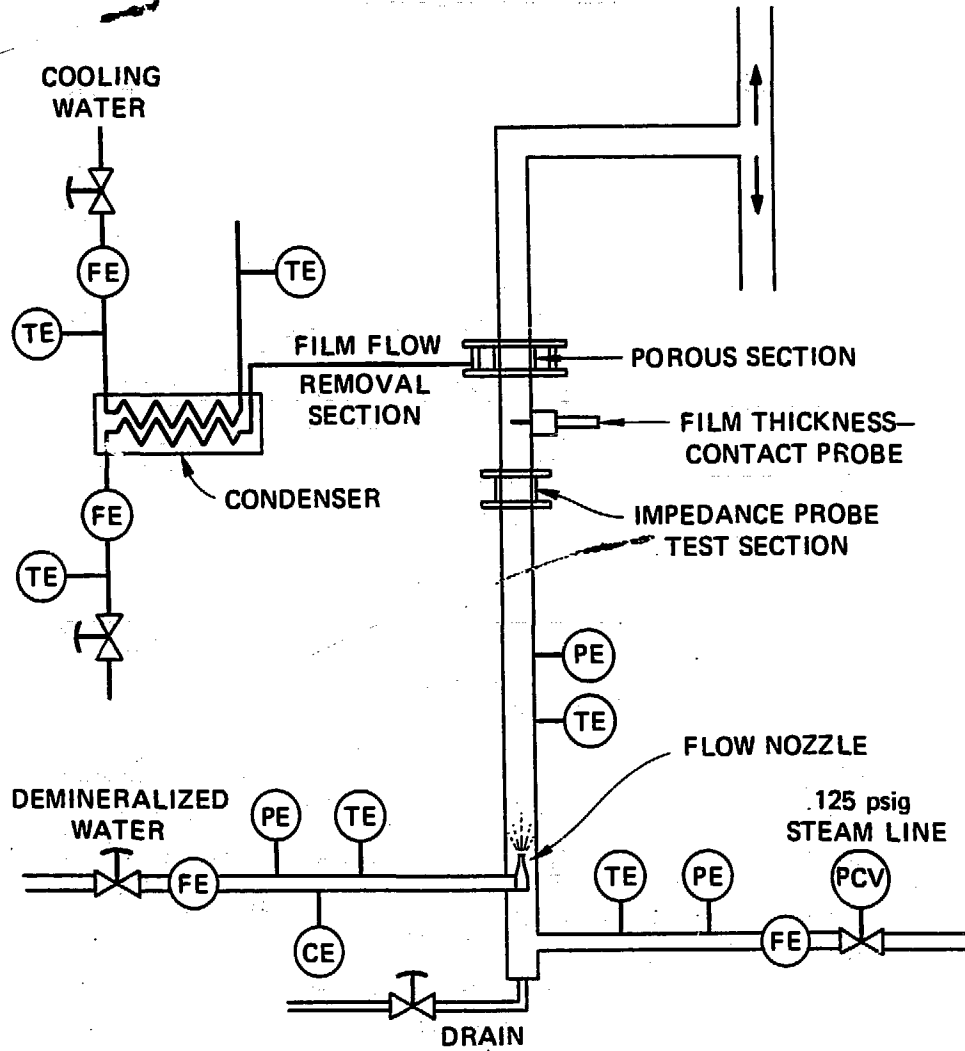 COOLING
WATER
FE
TE
TE
FILM FLOW
REMOVAL
SECTION
POROUS SECTION
FILM THICKNESS—
CONTACT PROBE
CONDENSER
FE
IMPEDANCE PROBE
TEST SECTION
TE
PE
TE
FLOW NOZZLE
DEMINERALIZED
WATER
PE
TE
125 psig
STEAM LINE
FE
CE
TE
PE
PCV
FE
DRAIN